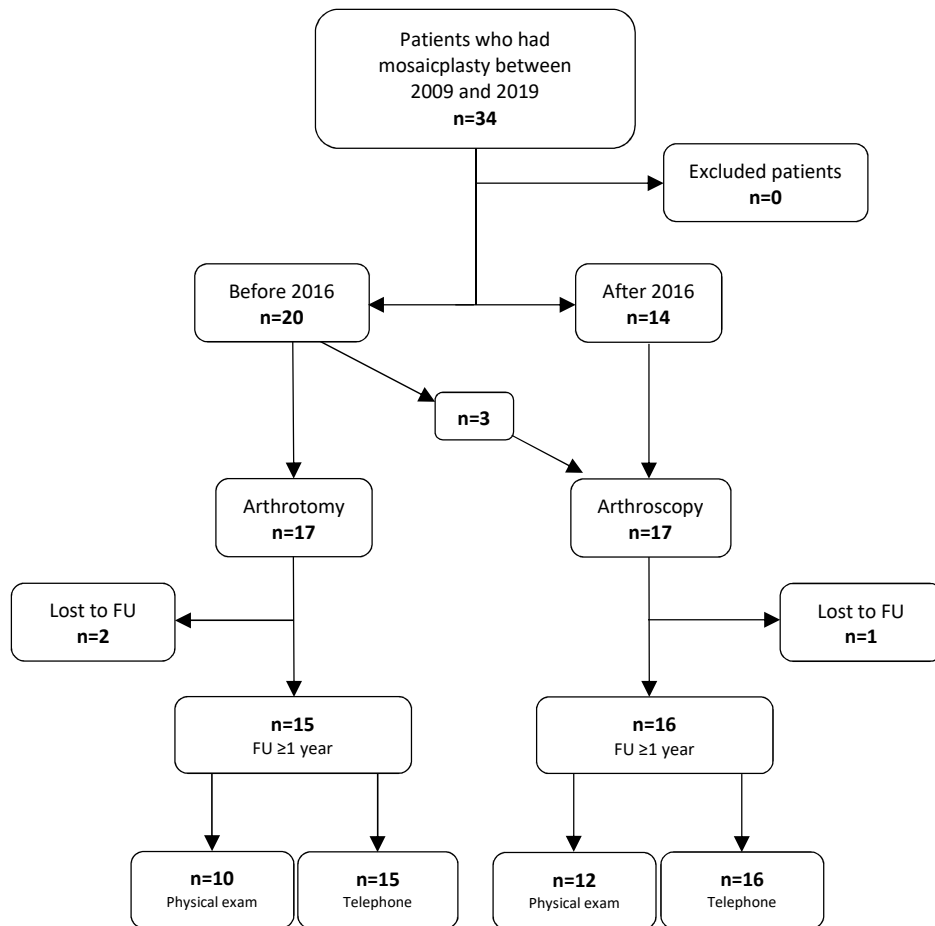 Patients who had
mosaicplasty between
2009 and 2019
n=34
Excluded patients
n=0
Before 2016
n=20
After 2016
n=14
n=3
Arthrotomy
n=17
Arthroscopy
n=17
Lost to FU
n=2
Lost to FU
n=1
n=15
FU ≥1 year
n=16
FU ≥1 year
n=10
Physical exam
n=15
Telephone
n=12
Physical exam
n=16
Telephone